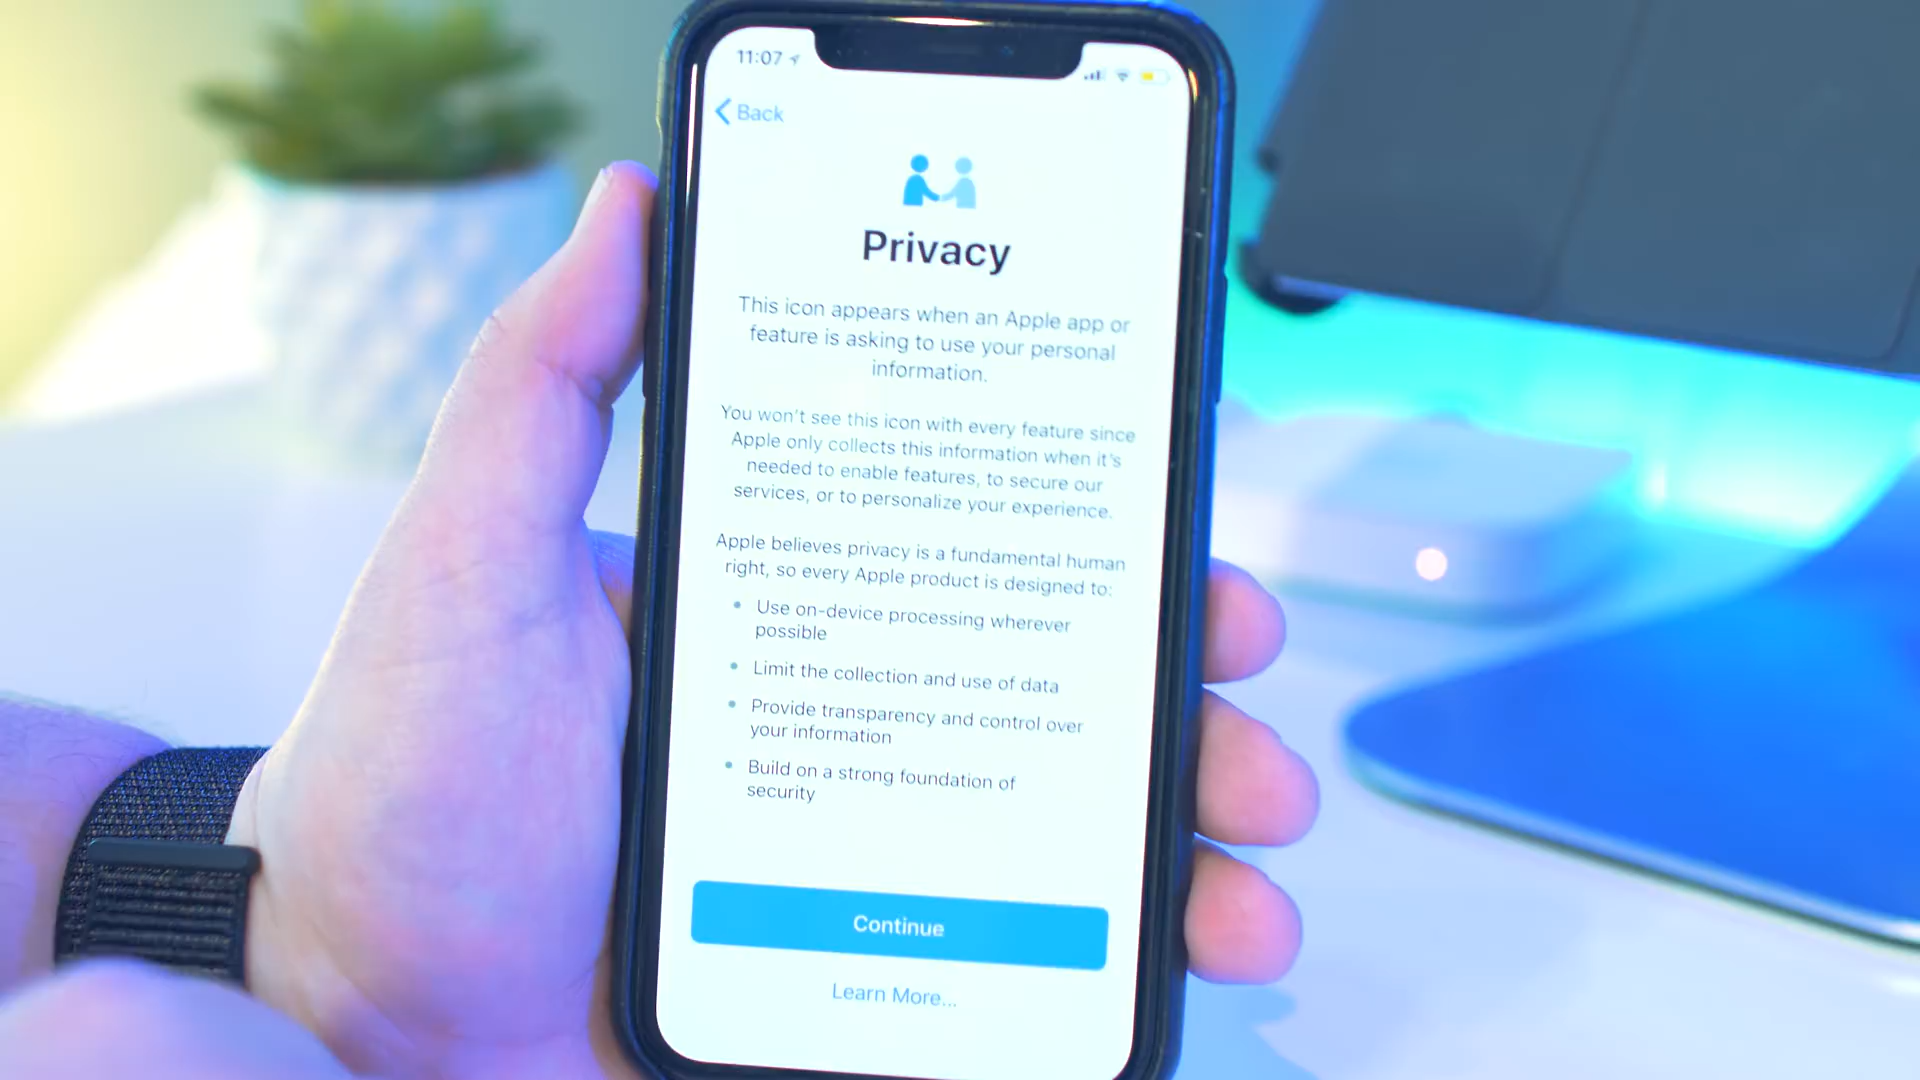 11:07
Back
Privacy
This icon appears when an Apple app or
feature is asking to use your personal
information.
You won't see this icon with every feature since
Apple only collects this information when it's
needed to enable features, to secure our
services, or to personalize your experience.
Apple believes privacy is a fundamental human
right, so every Apple product is designed to:
• Use on-device processing wherever
possible
• Limit the collection and use of data
• Provide transparency and control over
your information
• Build on a strong foundation of
security
Continue
Learn More...